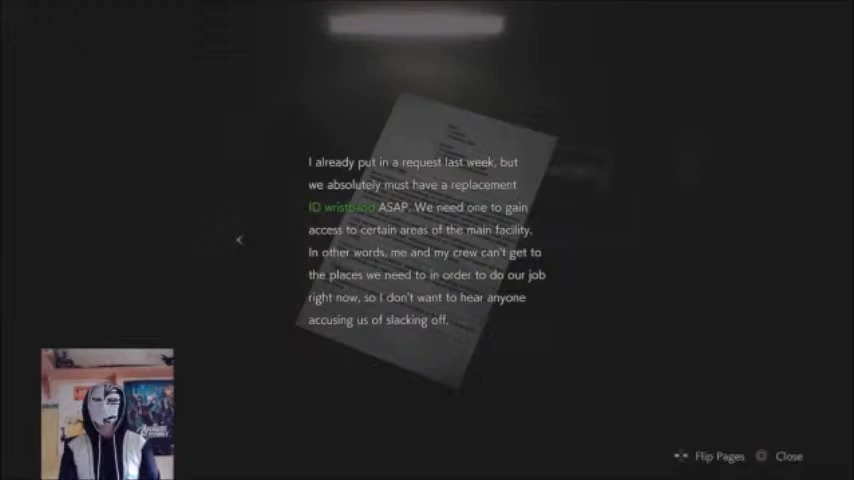 I already put in a request last week, but
we absolutely must have a replacement
ID wristband ASAP. We need one to gain
access to certain areas of the main facility.
In other words, me and my crew can't get to
the places we need to in order to do our job
right now, so I don't want to hear anyone
accusing us of slacking off.
Flip Pages
Close